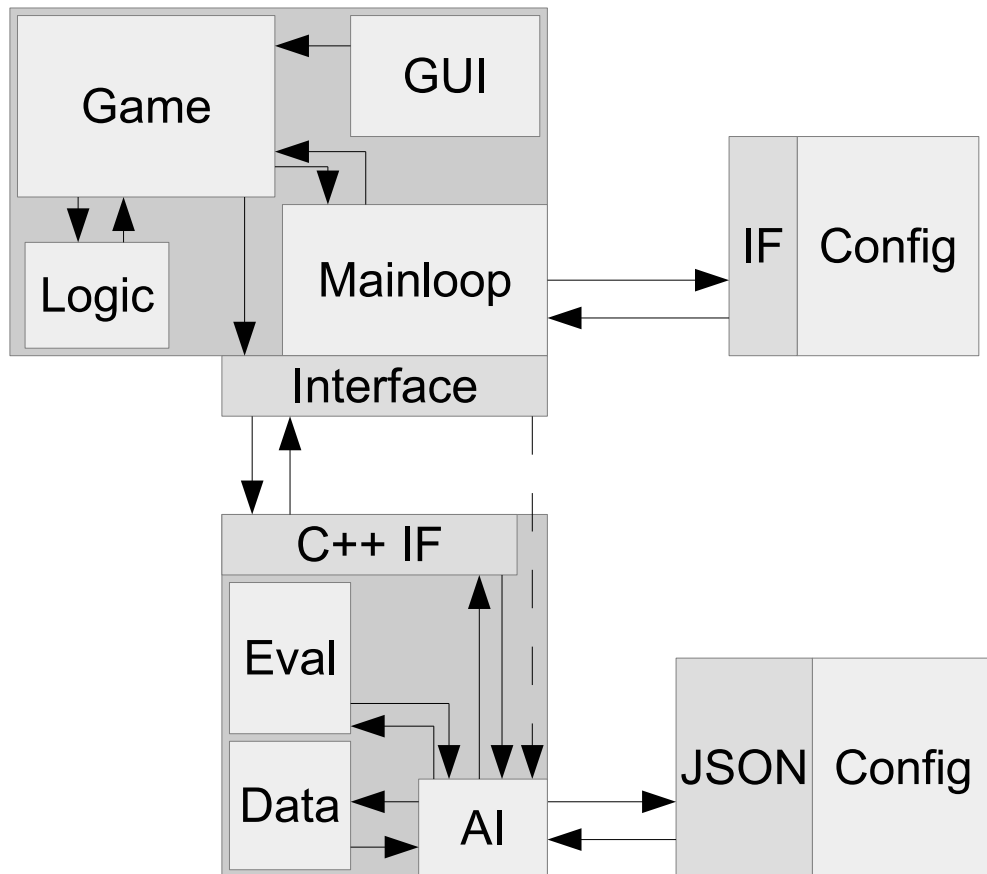 GUI
Game
IF
Config
Mainloop
Logic
Interface
C++ IF
Eval
JSON
Config
Data
AI